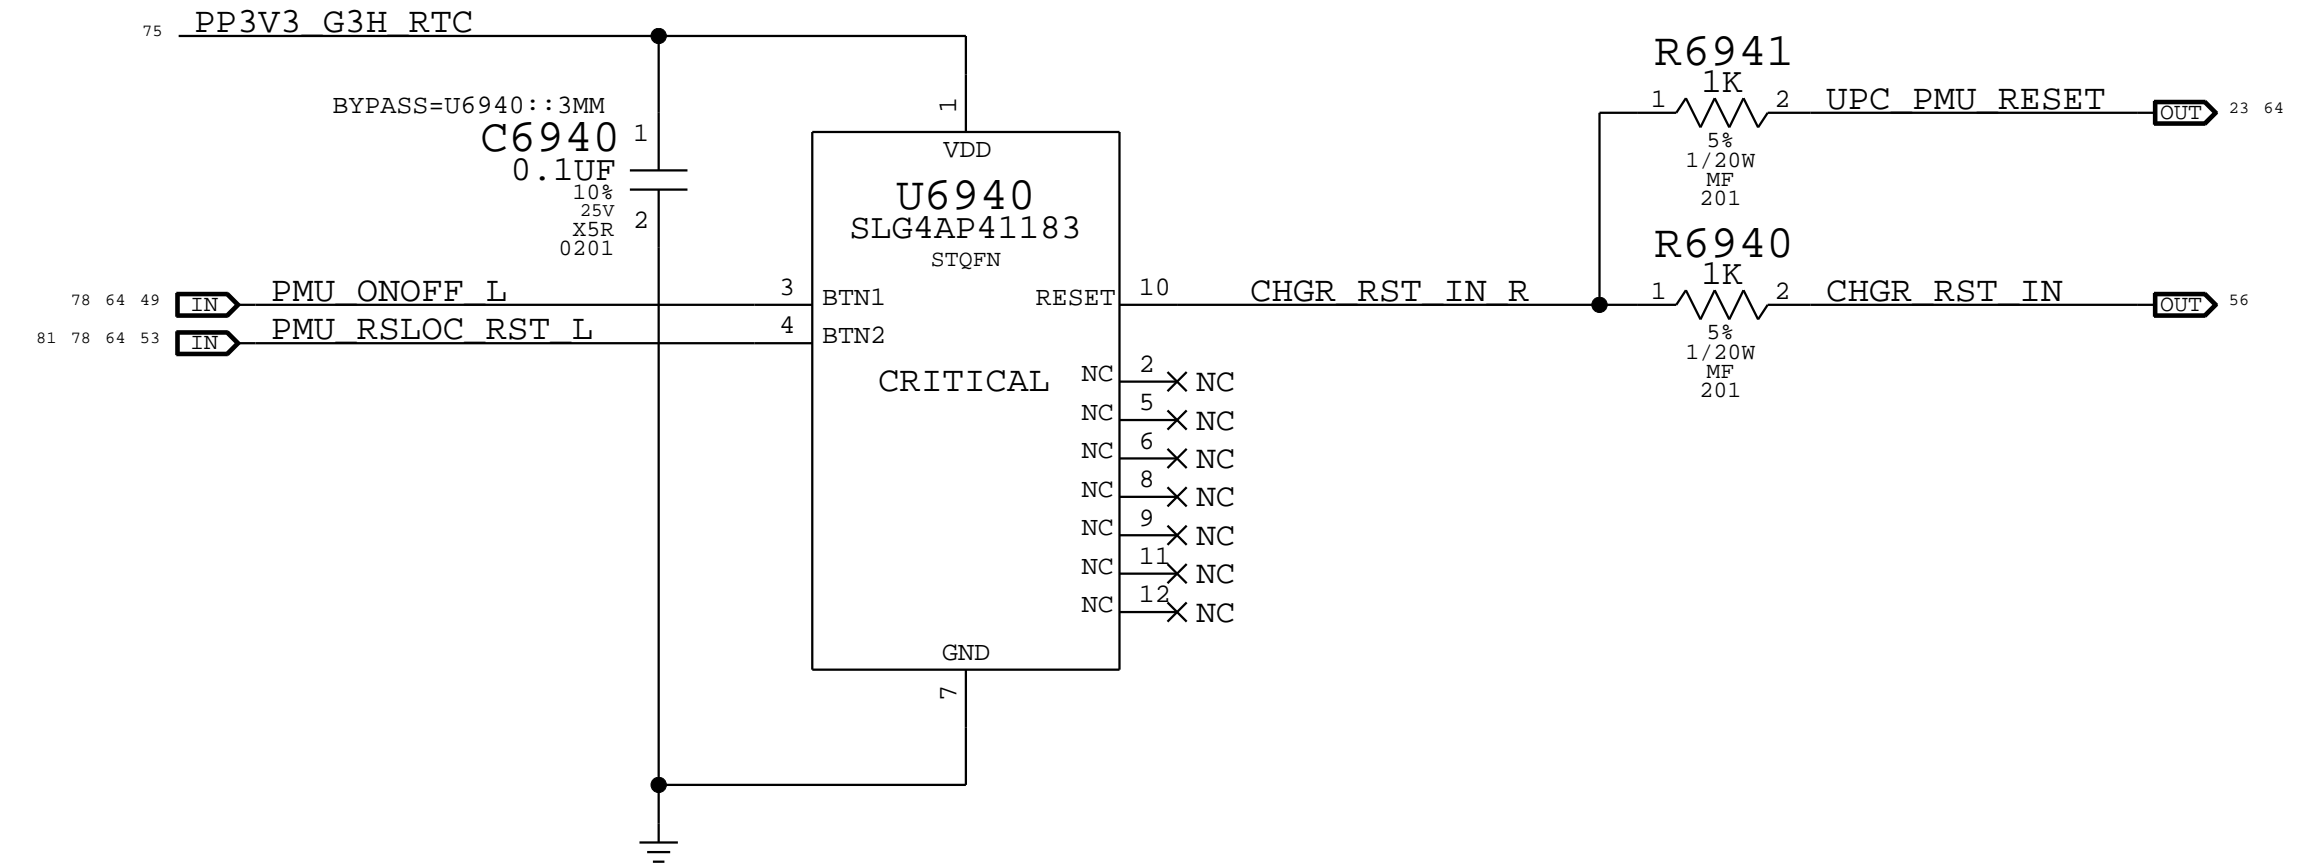 75 PP3V3_G3H_RTC
BYPASS=U6940::3MM
C6940
0.1UF
10%
25V
X5R
0201
1
2
1
VDD
U6940
SLG4AP41183
STQFN
78 64 49 IN PMU_ONOFF_L 3 BTN1
81 78 64 53 IN PMU_RSLOC_RST_L 4 BTN2
CRITICAL
RESET 10 CHGR_RST_IN_R
NC 2 NC
NC 5 NC
NC 6 NC
NC 8 NC
NC 9 NC
NC 11 NC
NC 12 NC
GND
7
R6941
1K
1 2 UPC_PMU_RESET OUT 23 64
5%
1/20W
MF
201
R6940
1K
1 2 CHGR_RST_IN OUT 56
5%
1/20W
MF
201